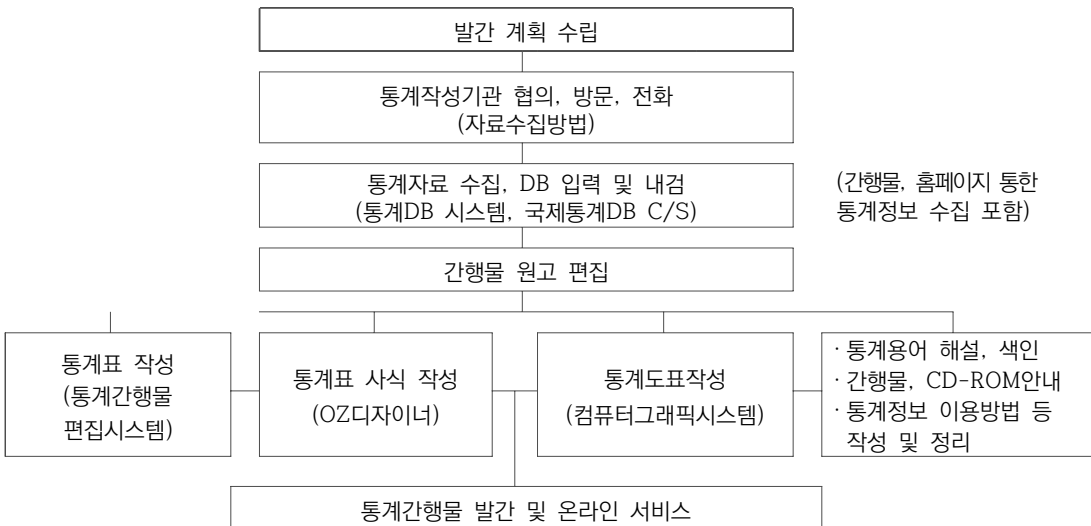 발간 계획 수립
통계작성기관 협의, 방문, 전화
(자료수집방법)
통계자료 수집, DB 입력 및 내검
(통계DB 시스템, 국제통계DB C/S)
(간행물, 홈페이지 통한
통계정보 수집 포함)
간행물 원고 편집
통계표 작성
(통계간행물
편집시스템)
통계표 사식 작성
(OZ디자이너)
통계도표작성
(컴퓨터그래픽시스템)
· 통계용어 해설, 색인
· 간행물, CD-ROM안내
· 통계정보 이용방법 등
작성 및 정리
통계간행물 발간 및 온라인 서비스